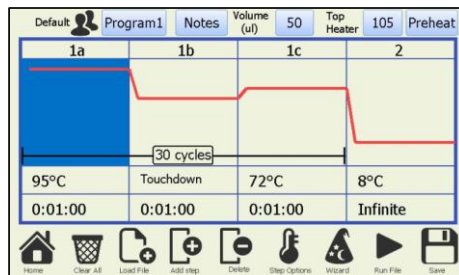 Default Program1 Notes Volume (ul) 50 Top Heater 105 Preheat
1a 1b 1c 2
30 cycles
95°C Touchdown 72°C 8°C
0:01:00 0:01:00 0:01:00 Infinite
Home Clear All Load File Add step Delete Step Options Wizard Run File Save